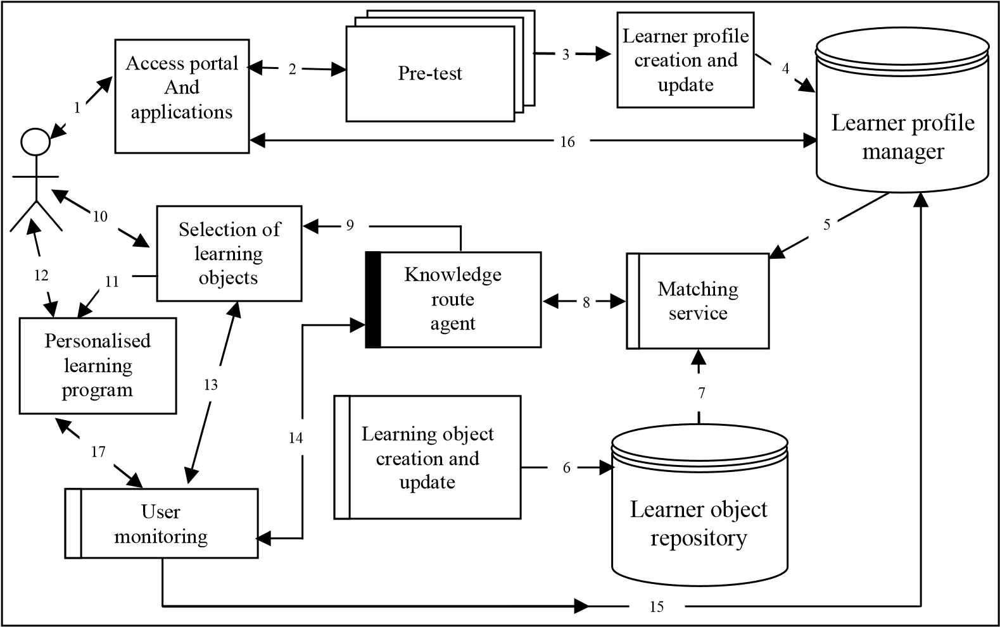 Access portal
And
applications
1
2
Pre-test
3
Learner profile
creation and
update
4
Learner profile
manager
16
5
10
Selection of
learning
objects
9
Knowledge
route
agent
8
Matching
service
12
11
Personalised
learning
program
13
14
7
Learning object
creation and
update
6
Learner object
repository
17
User
monitoring
15